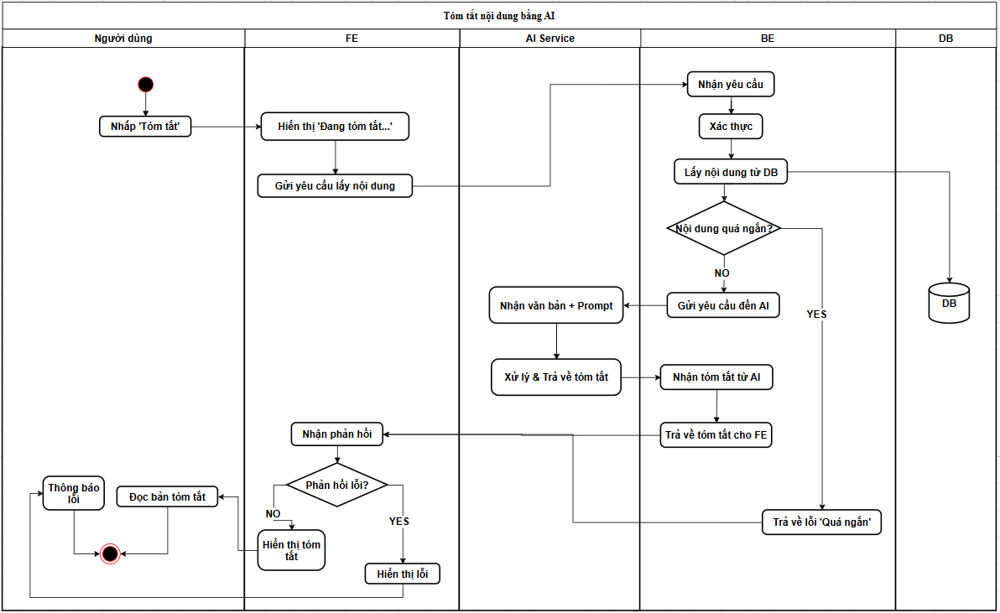 Tóm tắt nội dung bằng AI
Người dùng
FE
AI Service
BE
DB
Nhận yêu cầu
Nhấp 'Tóm tắt'
Hiển thị 'Đang tóm tắt...'
Xác thực
Gửi yêu cầu lấy nội dung
Lấy nội dung từ DB
Nội dung quá ngắn?
NO
Nhận văn bản + Prompt
Gửi yêu cầu đến AI
YES
DB
Xử lý & Trả về tóm tắt
Nhận tóm tắt từ AI
Nhận phản hồi
Trả về tóm tắt cho FE
Phản hồi lỗi?
Thông báo
lỗi
Đọc bản tóm tắt
NO
YES
Trả về lỗi 'Quá ngắn'
Hiển thị tóm
tắt
Hiển thị lỗi